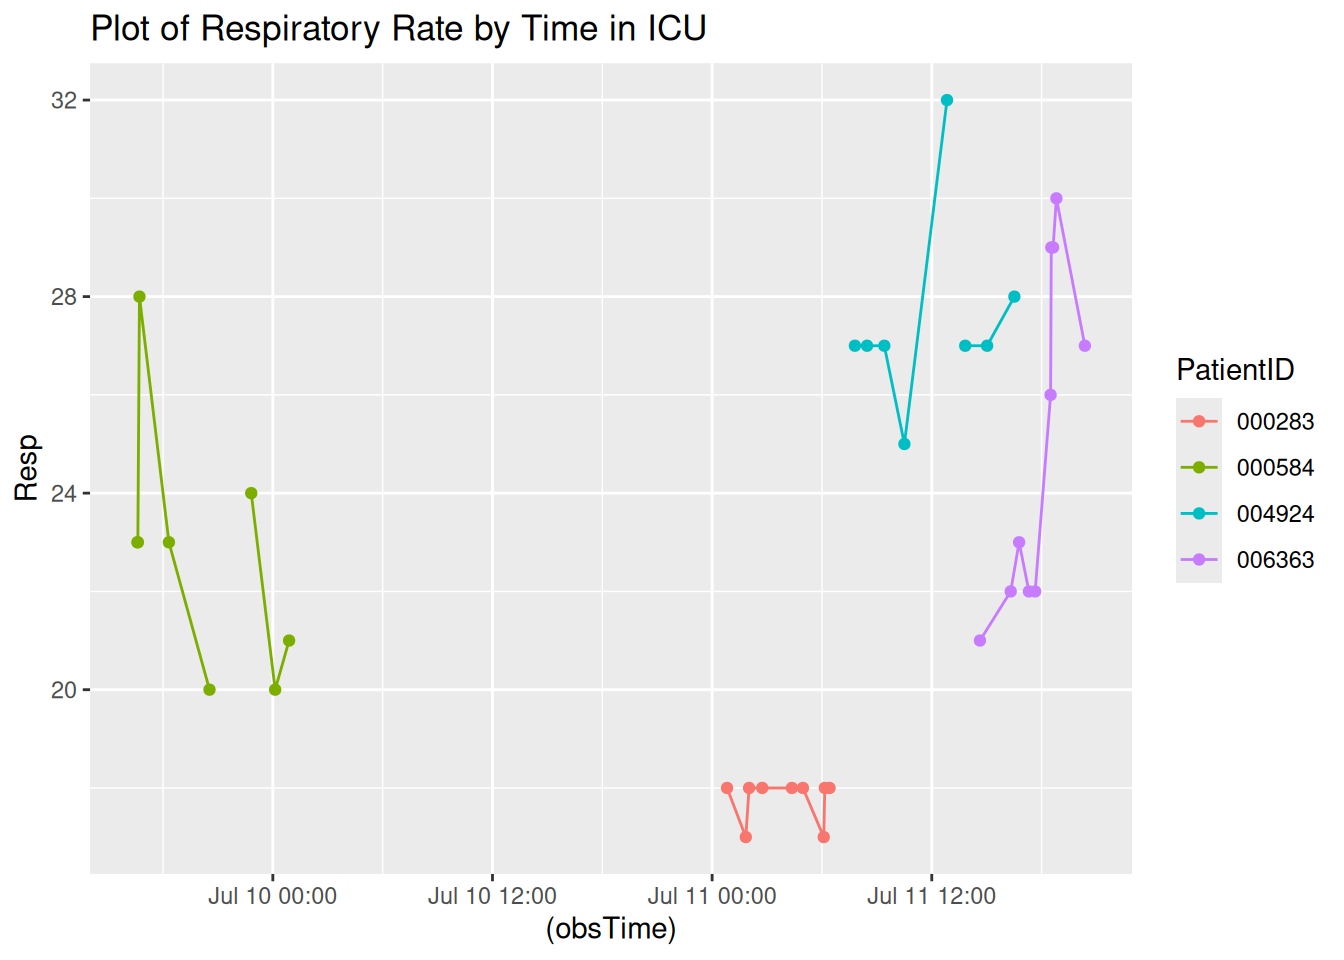 Plot of Respiratory Rate by Time in ICU
32
28
24
20
Resp
Jul 10 00:00
Jul 10 12:00
Jul 11 00:00
Jul 11 12:00
(obsTime)
PatientID
000283
000584
004924
006363